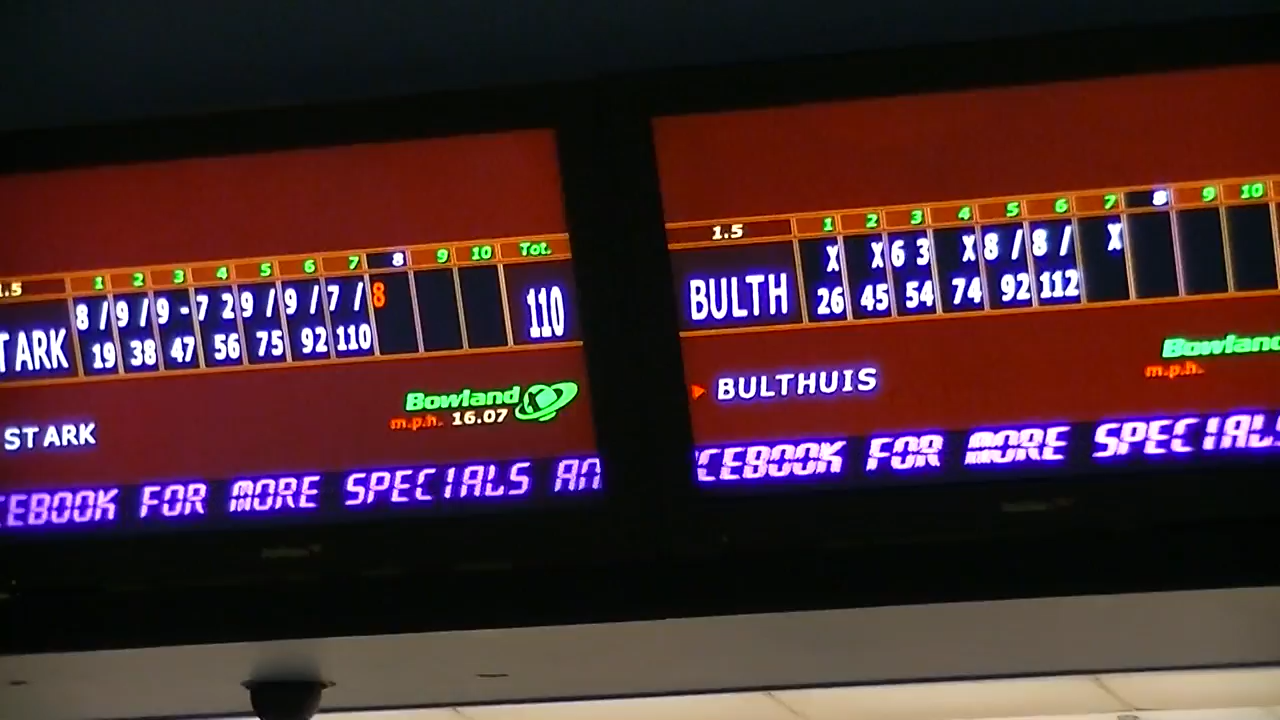 1 2 3 4 5 6 7 8 9 10 Tot.
8 / 9 / 9 - 7 2 9 / 9 / 7 / 8
TARK 19 38 47 56 75 92 110 110
Bowland
m.p.h. 16.07
STARK
CEBOOK FOR MORE SPECIALS AN
1.5 1 2 3 4 5 6 7 8 9 10
X X 6 3 X 8 / 8 / X
BULTH 26 45 54 74 92 112
Bowland
m.p.h.
BULTHUIS
CEBOOK FOR MORE SPECIALS